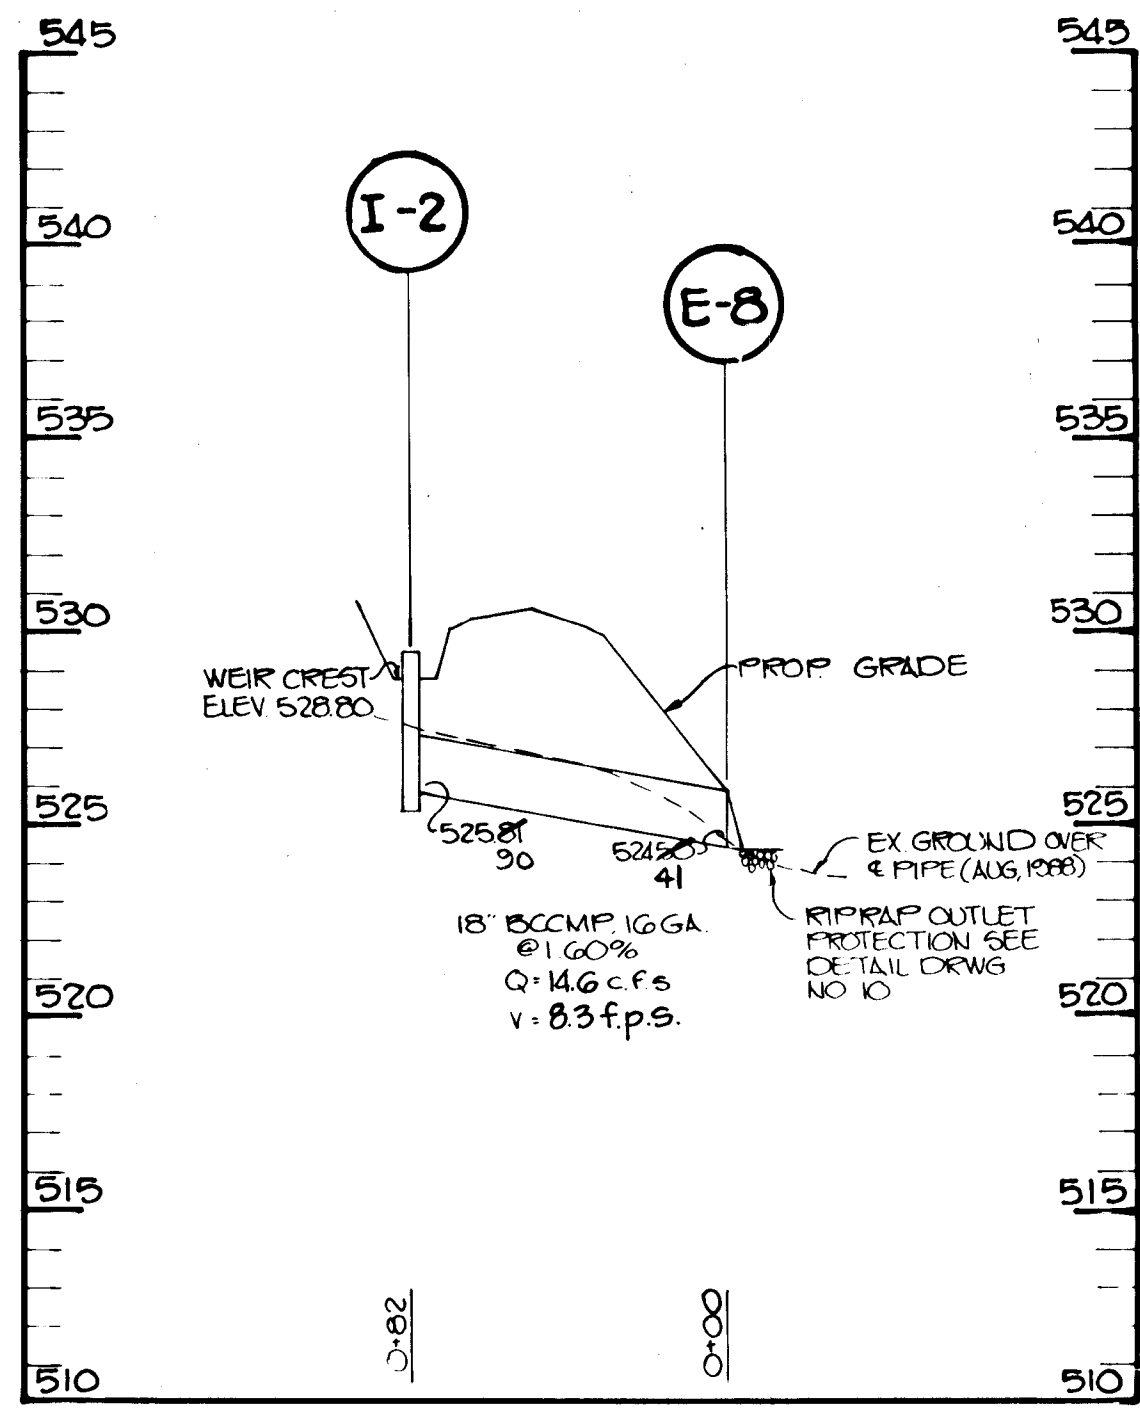 545
545
I-2
540
540
E-8
535
535
530
530
WEIR CREST
ELEV. 528.80
PROP. GRADE
525
525
525.81
90
524.50
41
EX. GROUND OVER
℄ PIPE (AUG, 1988)
18" BCCMP, 16 GA.
@ 1.60%
Q = 14.6 c.f.s
V = 8.3 f.p.s.
RIPRAP OUTLET
PROTECTION SEE
DETAIL DRWG
NO 10
520
520
515
515
0+82
0+00
510
510